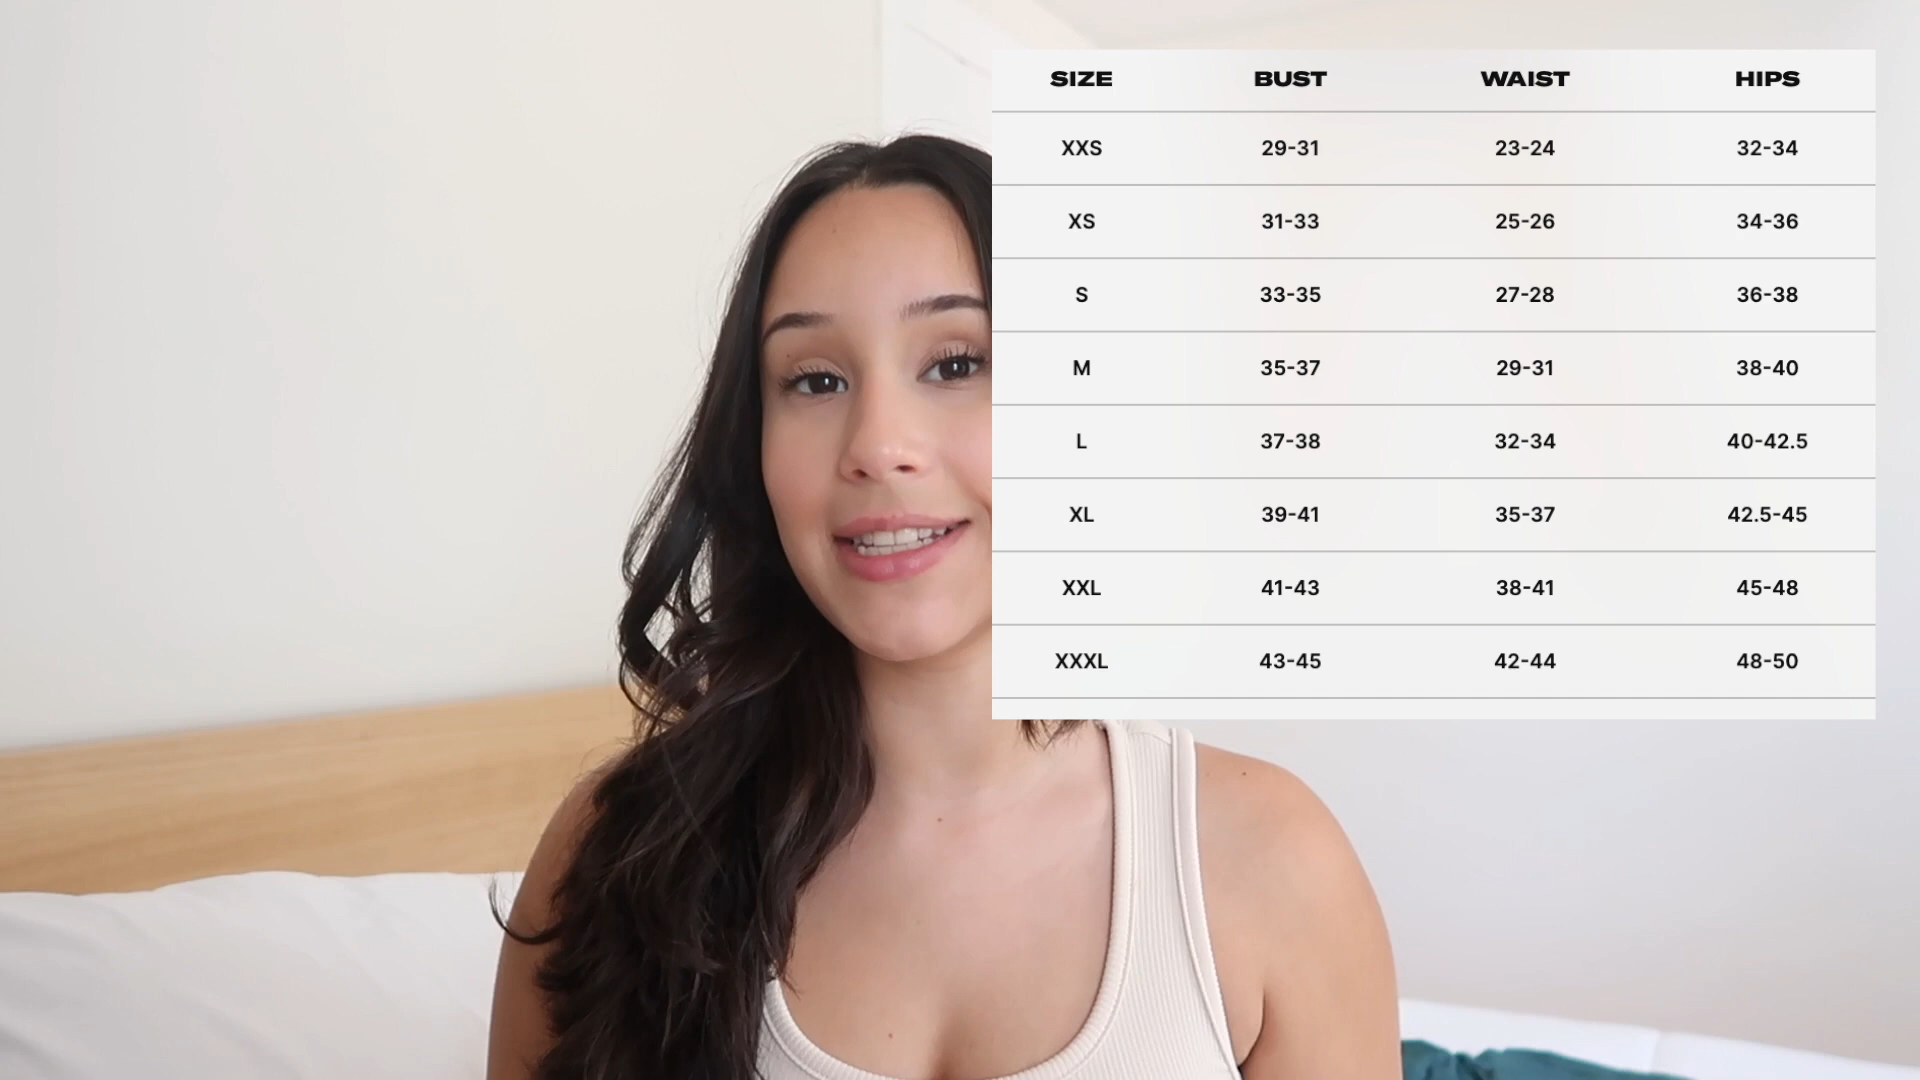 SIZE BUST WAIST HIPS
XXS 29-31 23-24 32-34
XS 31-33 25-26 34-36
S 33-35 27-28 36-38
M 35-37 29-31 38-40
L 37-38 32-34 40-42.5
XL 39-41 35-37 42.5-45
XXL 41-43 38-41 45-48
XXXL 43-45 42-44 48-50